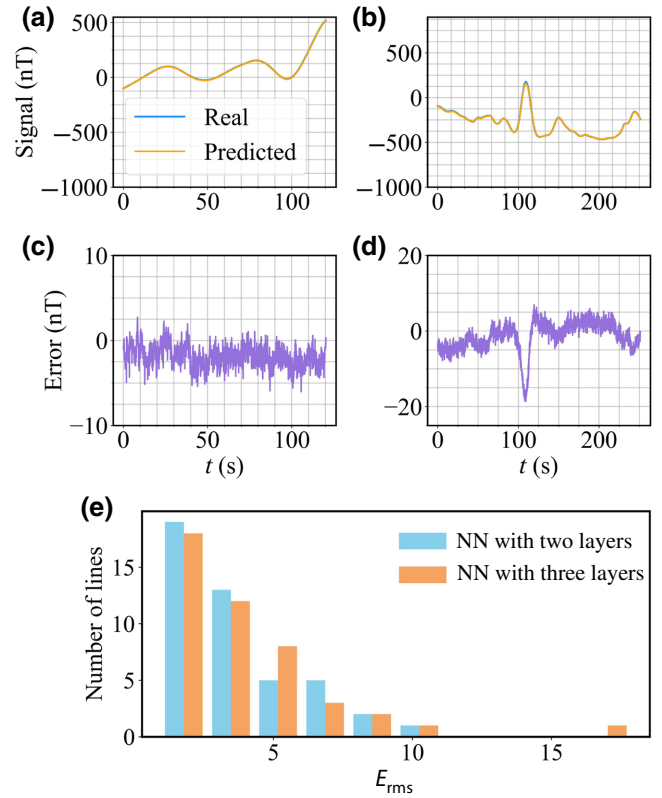 (a)
500
0
−500
−1000
Signal (nT)
Real
Predicted
0
50
100
(b)
500
0
−500
−1000
0
100
200
(c)
10
0
−10
Error (nT)
0
50
100
t (s)
(d)
20
0
−20
0
100
200
t (s)
(e)
15
10
5
0
Number of lines
NN with two layers
NN with three layers
5
10
15
E_rms